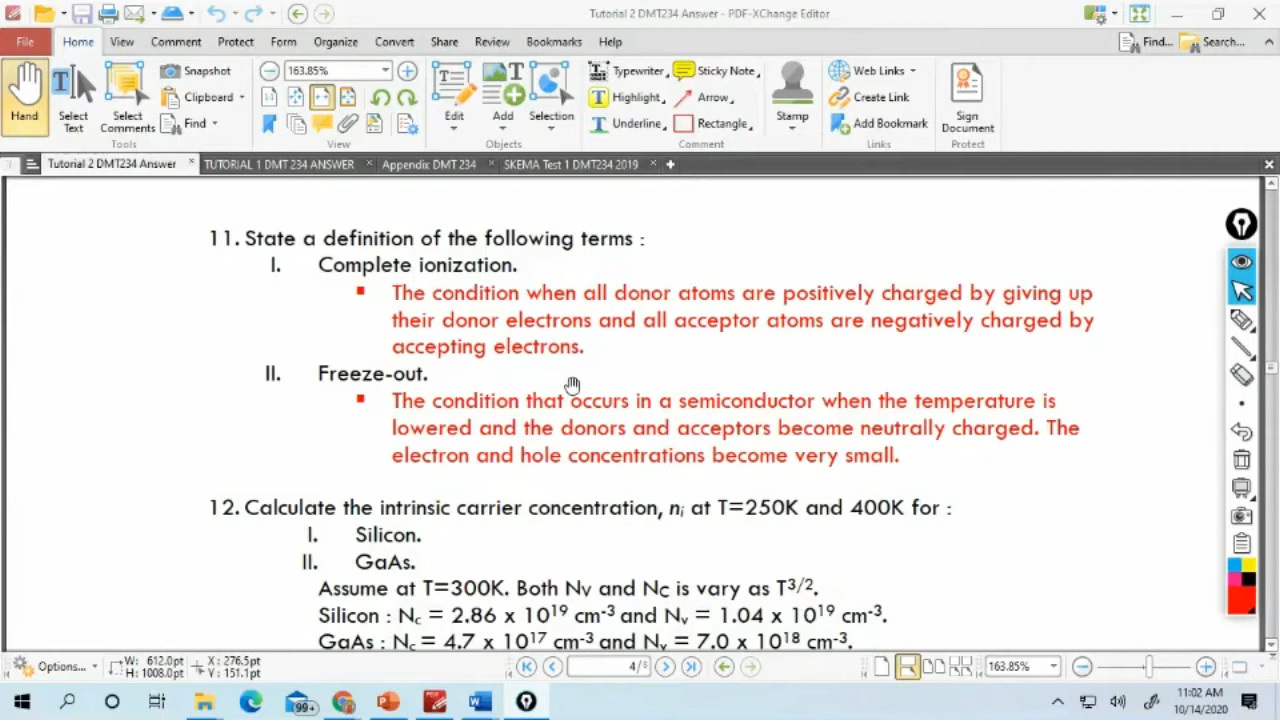 Tutorial 2 DMT234 Answer - PDF-XChange Editor
File Home View Comment Protect Form Organize Convert Share Review Bookmarks Help Find... Search...
Hand
Select Text
Select Comments
Snapshot
Clipboard
Find
Tools
163.85%
View
Edit
Add
Selection
Objects
Typewriter
Highlight
Underline
Sticky Note
Arrow
Rectangle
Stamp
Comment
Web Links
Create Link
Add Bookmark
Links
Sign Document
Protect
Tutorial 2 DMT234 Answer TUTORIAL 1 DMT 234 ANSWER Appendix DMT 234 SKEMA Test 1 DMT234 2019
11. State a definition of the following terms :
I. Complete ionization.
▪ The condition when all donor atoms are positively charged by giving up
their donor electrons and all acceptor atoms are negatively charged by
accepting electrons.
II. Freeze-out.
▪ The condition that occurs in a semiconductor when the temperature is
lowered and the donors and acceptors become neutrally charged. The
electron and hole concentrations become very small.
12. Calculate the intrinsic carrier concentration, nᵢ at T=250K and 400K for :
I. Silicon.
II. GaAs.
Assume at T=300K. Both Nv and Nc is vary as T³/².
Silicon : Nc = 2.86 x 10¹⁹ cm⁻³ and Nv = 1.04 x 10¹⁹ cm⁻³.
GaAs : Nc = 4.7 x 10¹⁷ cm⁻³ and Nv = 7.0 x 10¹⁸ cm⁻³.
Options... W: 612.0pt X: 276.5pt
H: 1008.0pt Y: 151.1pt
163.85%
99+
11:02 AM
10/14/2020